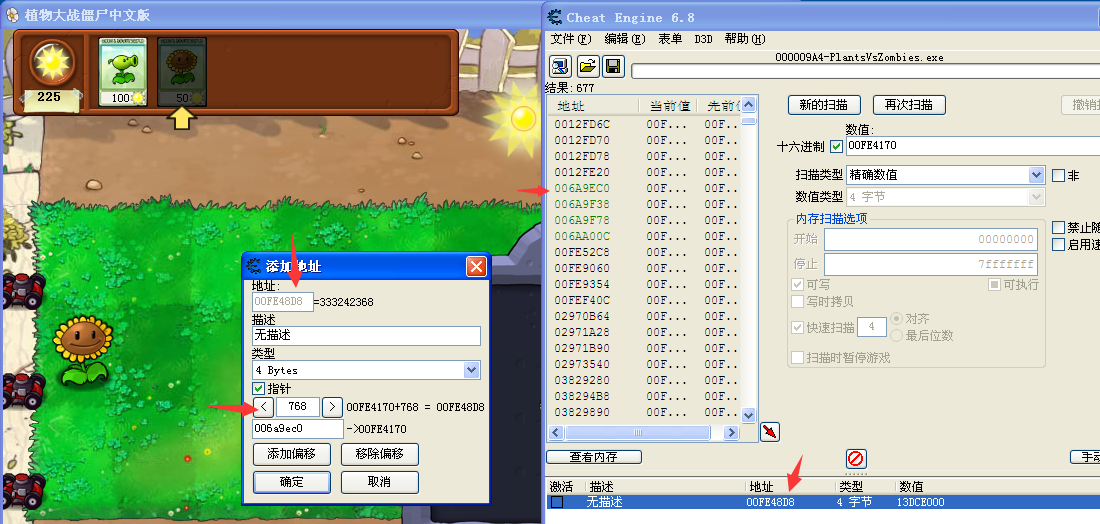 植物大战僵尸中文版
225
100
50
添加地址
地址:
00FE48D8=333242368
描述
无描述
类型
4 Bytes
指针
< 768 > 00FE4170+768 = 00FE48D8
006a9ec0 ->00FE4170
添加偏移 移除偏移
确定 取消
Cheat Engine 6.8
文件(F) 编辑(E) 表单 D3D 帮助(H)
000009A4-PlantsVsZombies.exe
结果: 677
地址 当前值 先前
0012FD6C 00F... 00F..
0012FD70 00F... 00F..
0012FD78 00F... 00F..
0012FE20 00F... 00F..
006A9EC0 00F... 00F..
006A9F38 00F... 00F..
006A9F78 00F... 00F..
006AA00C 00F... 00F..
00FE52C8 00F... 00F..
00FE9060 00F... 00F..
00FE9354 00F... 00F..
00FEF40C 00F... 00F..
02970B64 00F... 00F..
02971A28 00F... 00F..
02971B90 00F... 00F..
02973540 00F... 00F..
03829280 00F... 00F..
038294B8 00F... 00F..
03829890 00F... 00F..
新的扫描 再次扫描 撤销
数值:
十六进制 00FE4170
扫描类型 精确数值 非
数值类型 4 字节
内存扫描选项
开始 00000000
停止 7fffffff
可写 可执行
写时拷贝
快速扫描 4 对齐
最后位数
扫描时暂停游戏
禁止随
启用速
查看内存 手动
激活 描述 地址 类型 数值
无描述 00FE48D8 4 字节 13DCE000